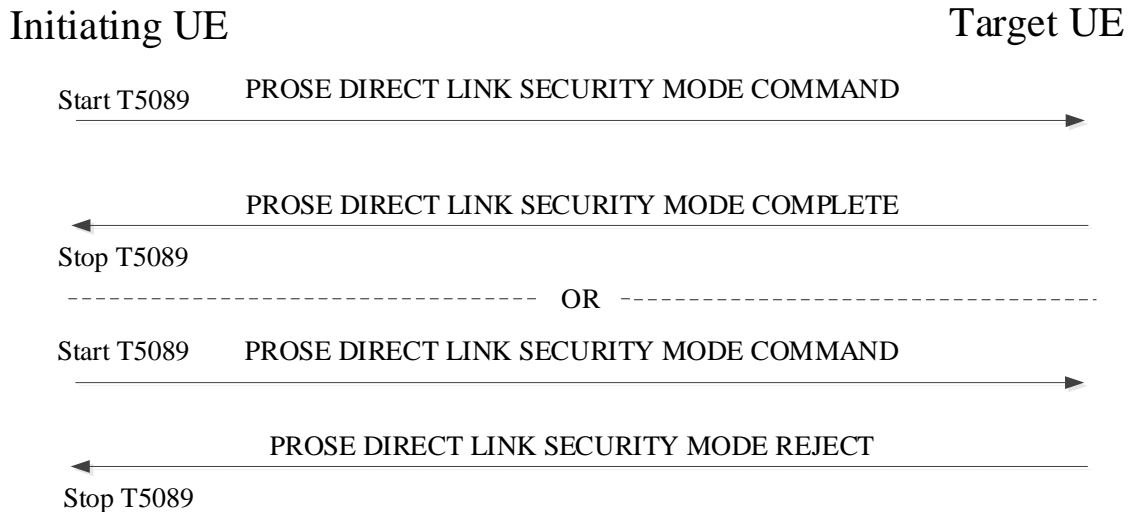 Initiating UE
Target UE
Start T5089
PROSE DIRECT LINK SECURITY MODE COMMAND
PROSE DIRECT LINK SECURITY MODE COMPLETE
Stop T5089
OR
Start T5089
PROSE DIRECT LINK SECURITY MODE COMMAND
PROSE DIRECT LINK SECURITY MODE REJECT
Stop T5089